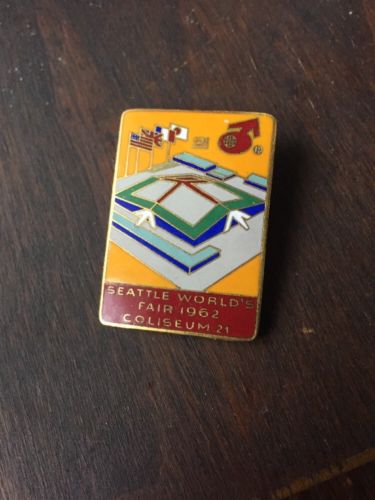 SEATTLE WORLD'S
FAIR 1962
COLISEUM 21